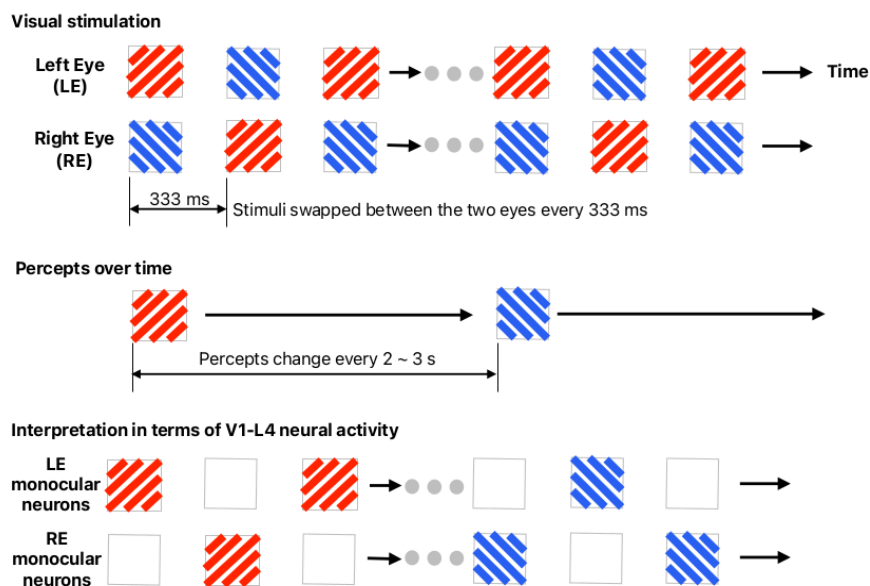 Visual stimulation
Left Eye
(LE)
Time
Right Eye
(RE)
333 ms
Stimuli swapped between the two eyes every 333 ms
Percepts over time
Percepts change every 2 ~ 3 s
Interpretation in terms of V1-L4 neural activity
LE
monocular
neurons
RE
monocular
neurons